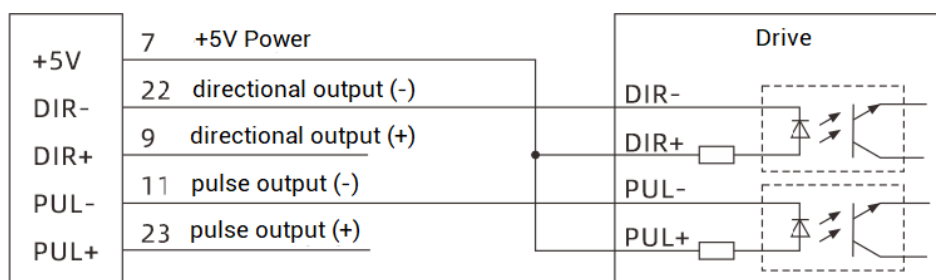 7 +5V Power
+5V
22 directional output (-)
DIR-
9 directional output (+)
DIR+
11 pulse output (-)
PUL-
23 pulse output (+)
PUL+
Drive
DIR-
DIR+
PUL-
PUL+